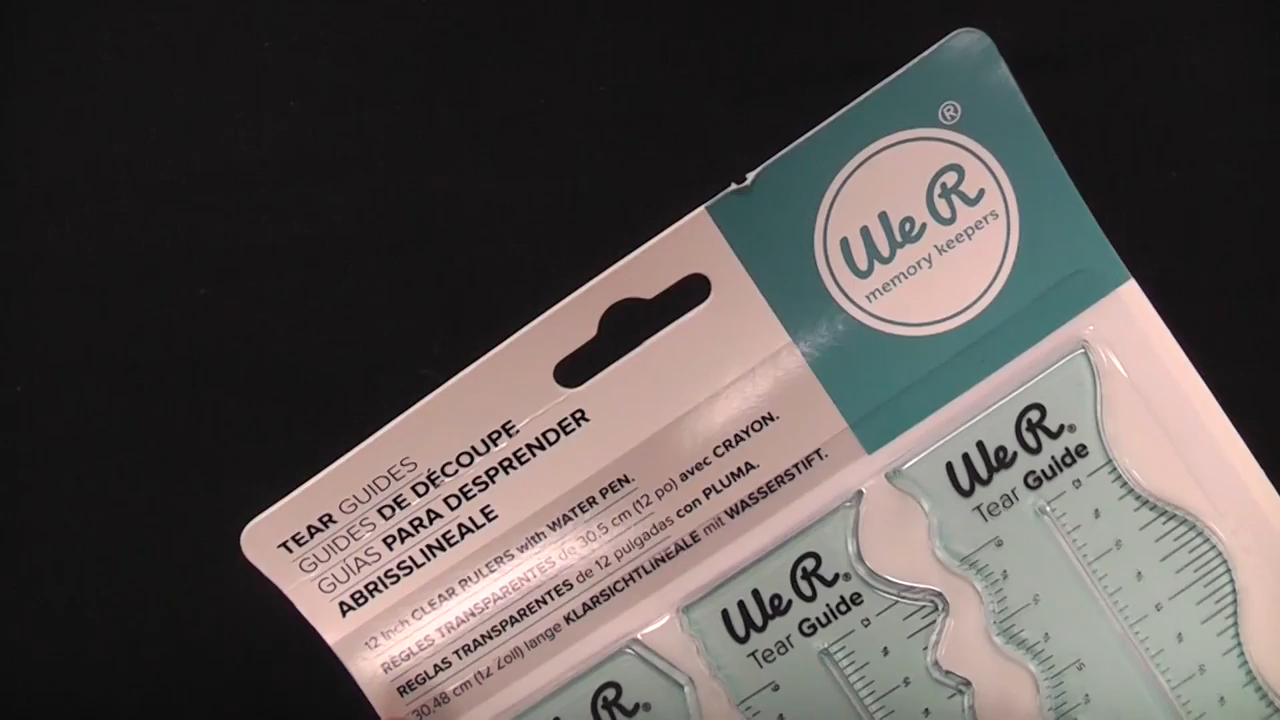 ®
We R
memory keepers
TEAR GUIDES
GUIDES DE DÉCOUPE
GUÍAS PARA DESPRENDER
ABRISSLINEALE
12 Inch CLEAR RULERS with WATER PEN.
RÈGLES TRANSPARENTES de 30,5 cm (12 po) avec CRAYON.
REGLAS TRANSPARENTES de 12 pulgadas con PLUMA.
30,48 cm (12 Zoll) lange KLARSICHTLINEALE mit WASSERSTIFT.
We R®
Tear Guide
We R®
Tear Guide
R®